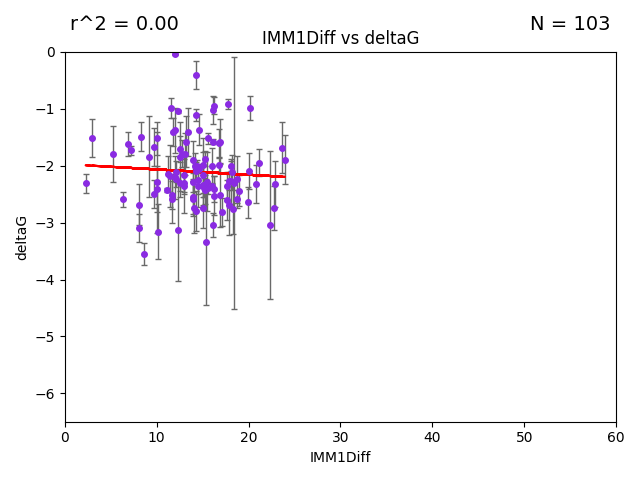 r^2 = 0.00
N = 103
IMM1Diff vs deltaG
0
−1
−2
−3
−4
−5
−6
deltaG
0 10 20 30 40 50 60
IMM1Diff